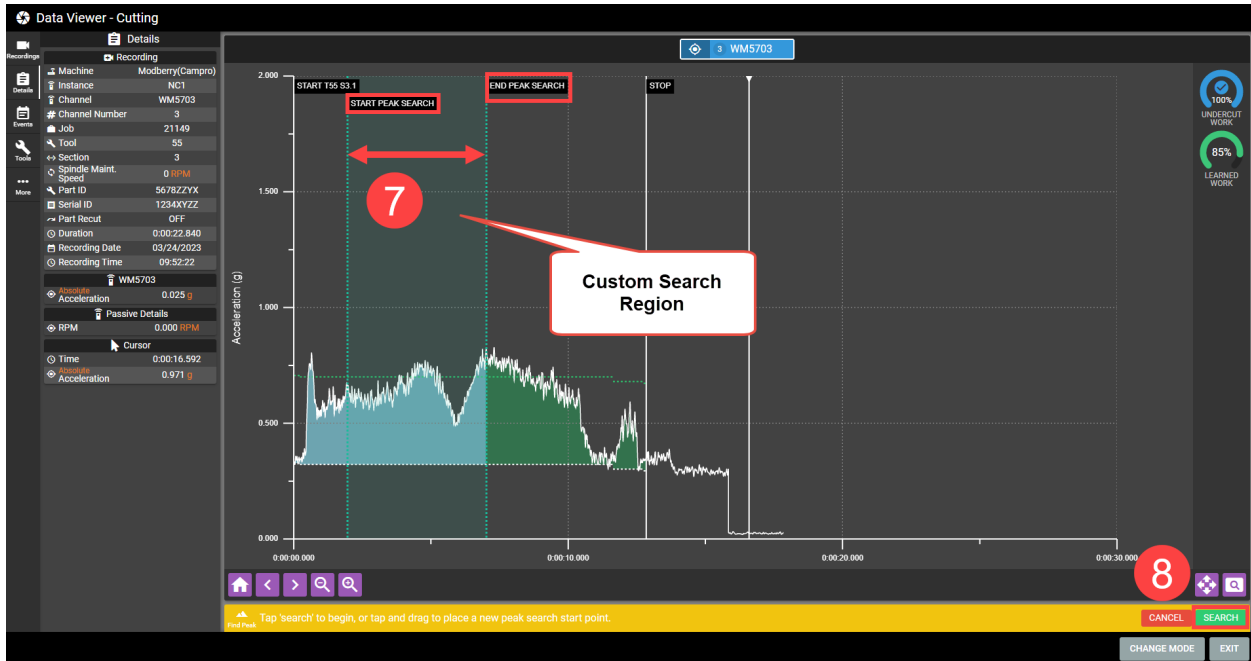 Data Viewer - Cutting
Recordings
Details
Events
Tools
More
Details
Recording
Machine Modberry(Campro)
Instance NC1
Channel WM5703
# Channel Number 3
Job 21149
Tool 55
Section 3
Spindle Maint.
Speed 0 RPM
Part ID 5678ZZYX
Serial ID 1234XYZZ
Part Recut OFF
Duration 0:00:22.840
Recording Date 03/24/2023
Recording Time 09:52:22
WM5703
Absolute
Acceleration 0.025 g
Passive Details
RPM 0.000 RPM
Cursor
Time 0:00:16.592
Absolute
Acceleration 0.971 g
3 WM5703
START T55 S3.1
START PEAK SEARCH
END PEAK SEARCH
STOP
7
Custom Search
Region
Acceleration (g)
2.000
1.500
1.000
0.500
0.000
0:00:00.000
0:00:10.000
0:00:20.000
0:00:30.000
100%
UNDERCUT
WORK
85%
LEARNED
WORK
8
Find Peak
Tap 'search' to begin, or tap and drag to place a new peak search start point.
CANCEL
SEARCH
CHANGE MODE
EXIT